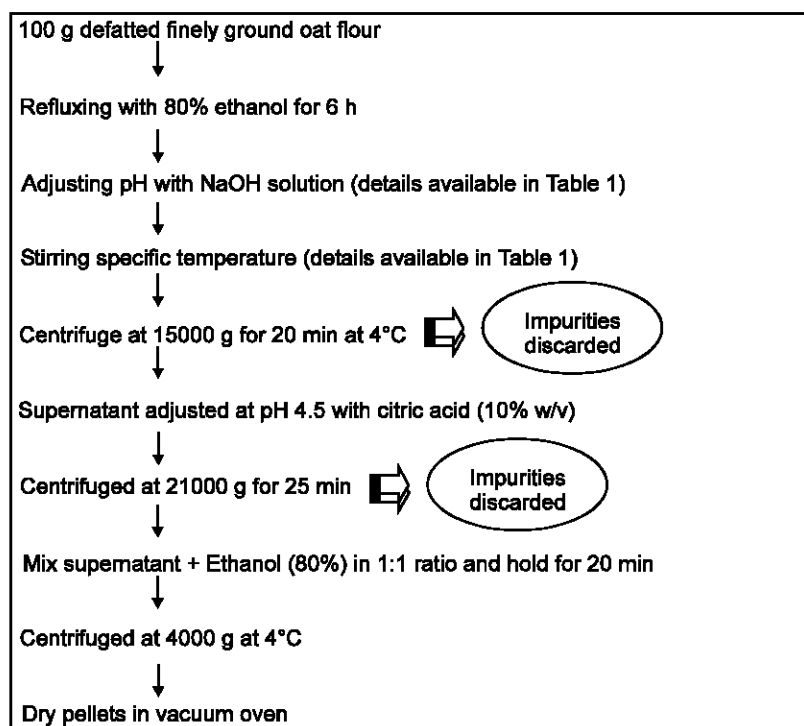 100 g defatted finely ground oat flour
Refluxing with 80% ethanol for 6 h
Adjusting pH with NaOH solution (details available in Table 1)
Stirring specific temperature (details available in Table 1)
Centrifuge at 15000 g for 20 min at 4°C
Impurities
discarded
Supernatant adjusted at pH 4.5 with citric acid (10% w/v)
Centrifuged at 21000 g for 25 min
Impurities
discarded
Mix supernatant + Ethanol (80%) in 1:1 ratio and hold for 20 min
Centrifuged at 4000 g at 4°C
Dry pellets in vacuum oven